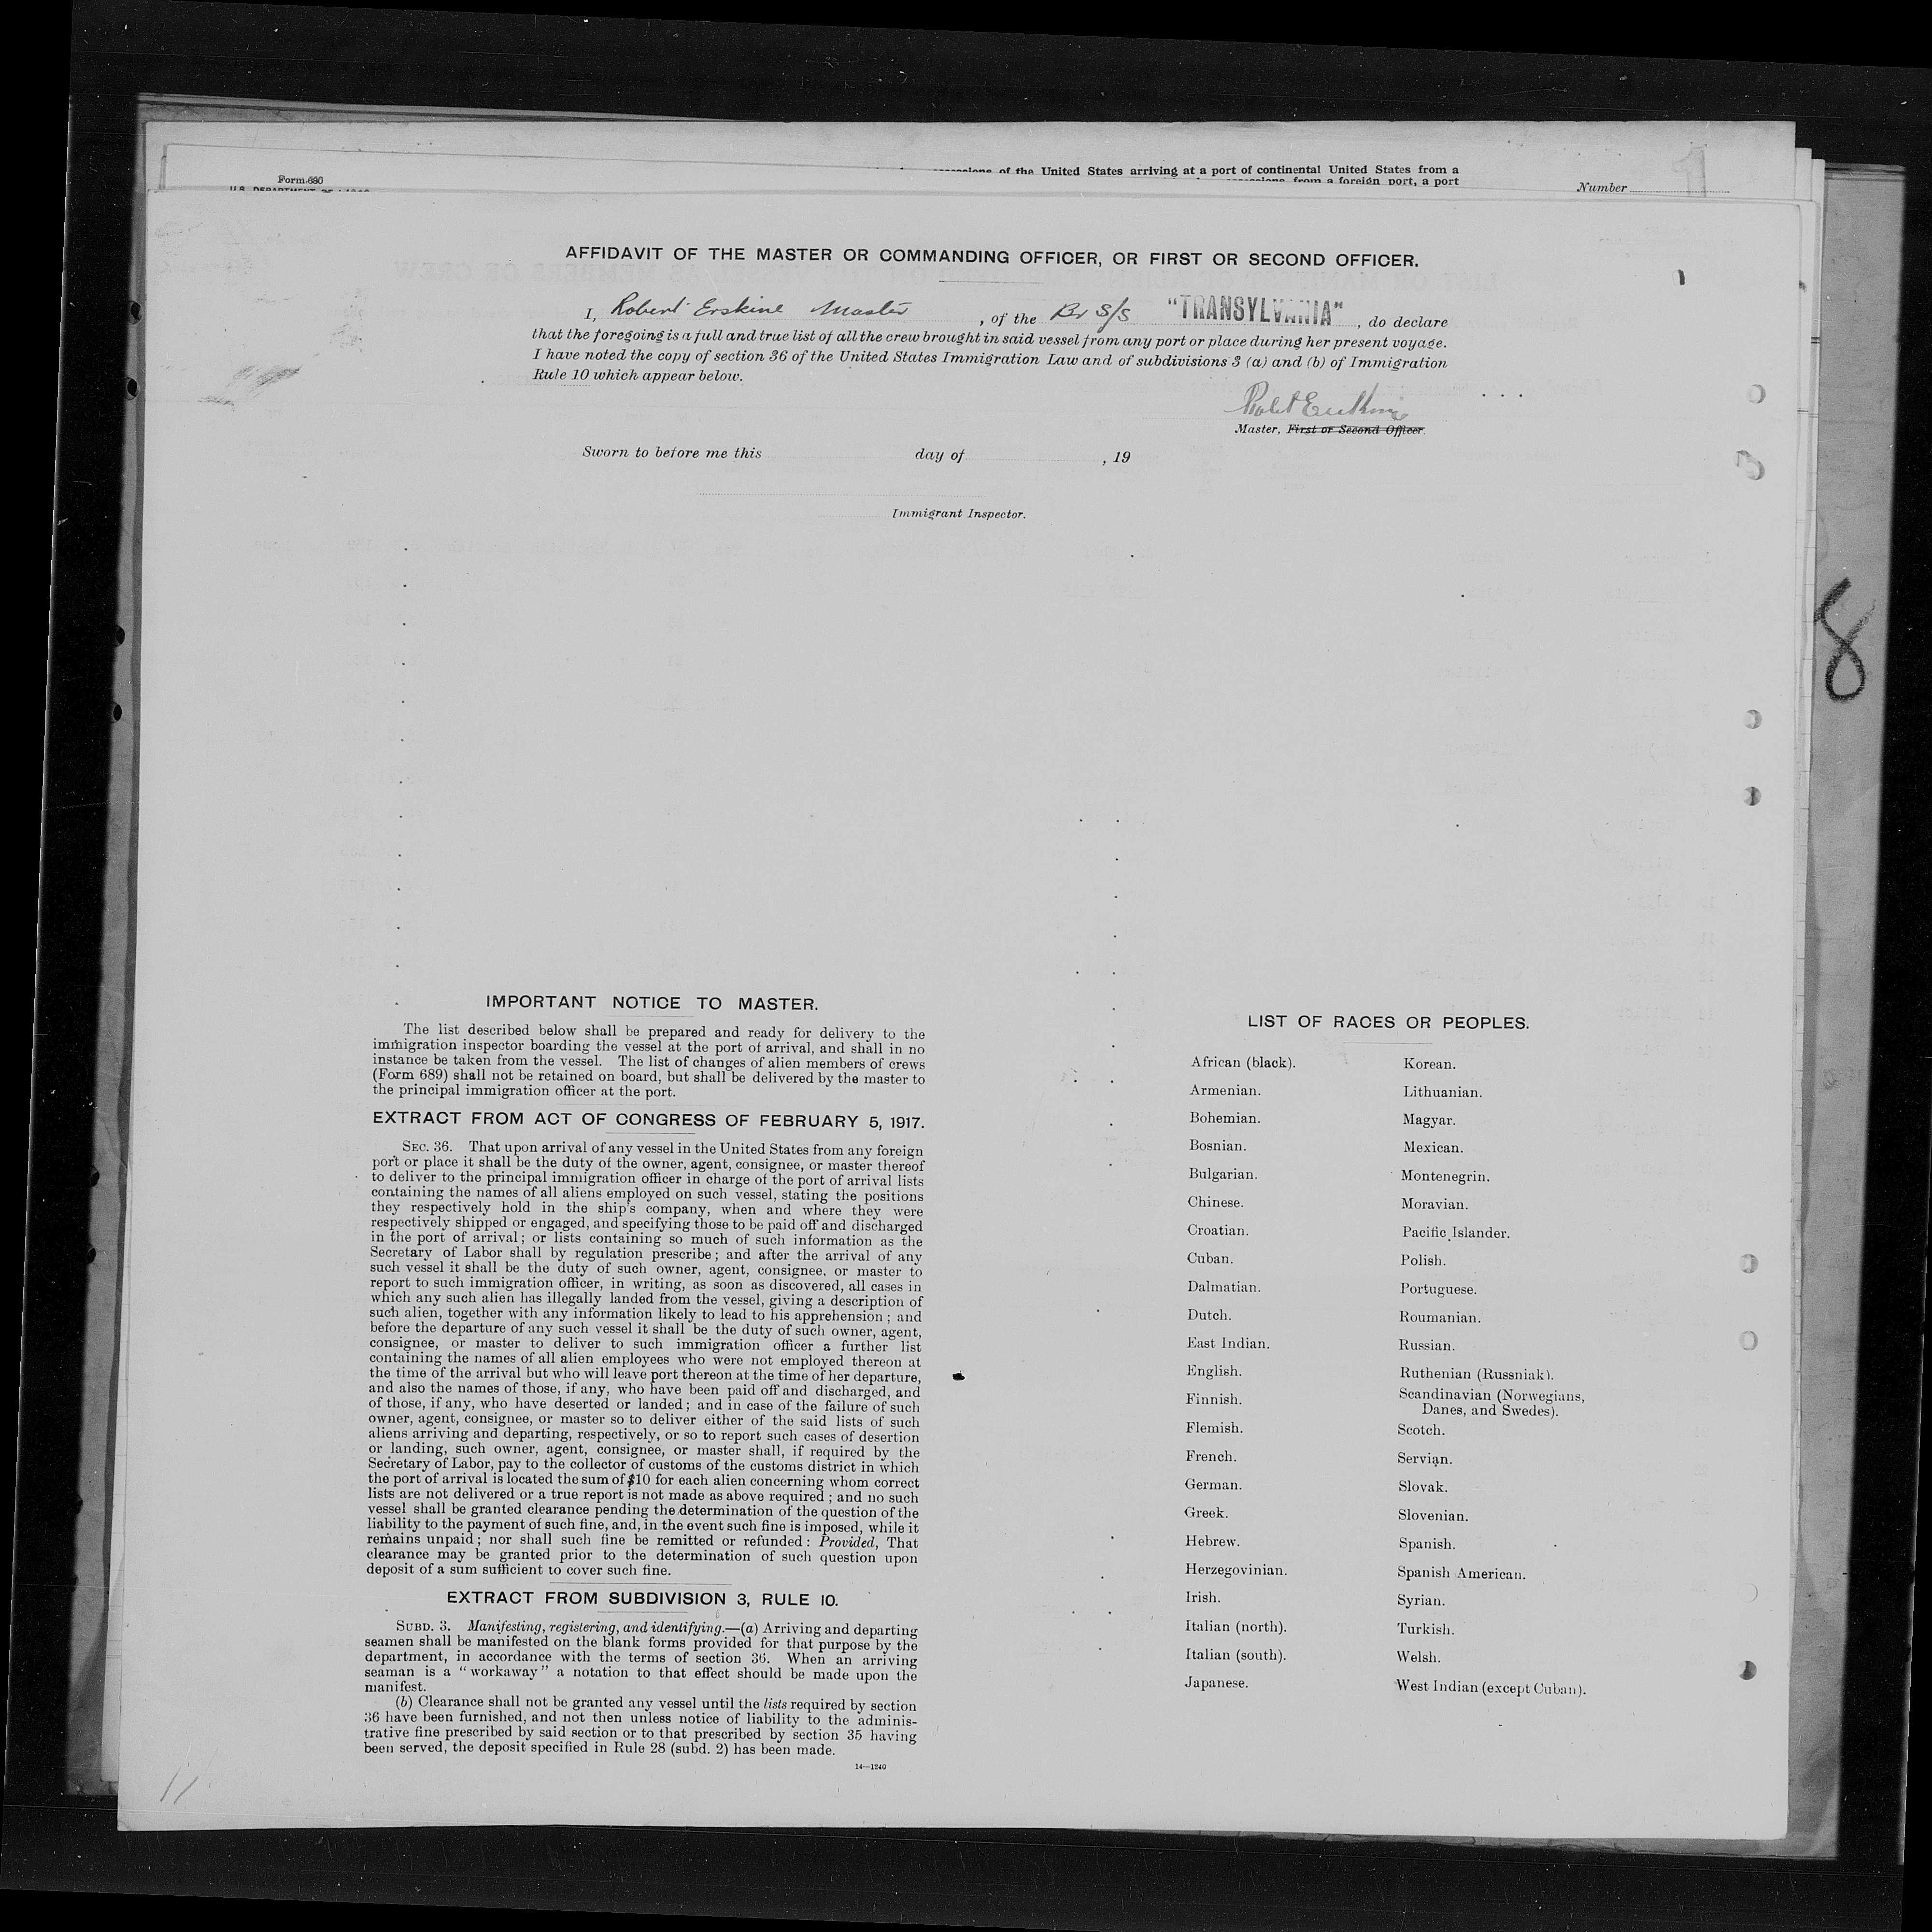 Form 680
of the United States arriving at a port of continental United States from a
from a foreign port, a port
Number
AFFIDAVIT OF THE MASTER OR COMMANDING OFFICER, OR FIRST OR SECOND OFFICER.
I, Robert Erskine Master , of the Br S/S "TRANSYLVANIA" , do declare
that the foregoing is a full and true list of all the crew brought in said vessel from any port or place during her present voyage.
I have noted the copy of section 36 of the United States Immigration Law and of subdivisions 3 (a) and (b) of Immigration
Rule 10 which appear below.
Robert Erskine
Master, First or Second Officer.
Sworn to before me this day of , 19
Immigrant Inspector.
8
IMPORTANT NOTICE TO MASTER.
The list described below shall be prepared and ready for delivery to the
immigration inspector boarding the vessel at the port of arrival, and shall in no
instance be taken from the vessel. The list of changes of alien members of crews
(Form 689) shall not be retained on board, but shall be delivered by the master to
the principal immigration officer at the port.
EXTRACT FROM ACT OF CONGRESS OF FEBRUARY 5, 1917.
SEC. 36. That upon arrival of any vessel in the United States from any foreign
port or place it shall be the duty of the owner, agent, consignee, or master thereof
to deliver to the principal immigration officer in charge of the port of arrival lists
containing the names of all aliens employed on such vessel, stating the positions
they respectively hold in the ship's company, when and where they were
respectively shipped or engaged, and specifying those to be paid off and discharged
in the port of arrival; or lists containing so much of such information as the
Secretary of Labor shall by regulation prescribe; and after the arrival of any
such vessel it shall be the duty of such owner, agent, consignee, or master to
report to such immigration officer, in writing, as soon as discovered, all cases in
which any such alien has illegally landed from the vessel, giving a description of
such alien, together with any information likely to lead to his apprehension; and
before the departure of any such vessel it shall be the duty of such owner, agent,
consignee, or master to deliver to such immigration officer a further list
containing the names of all alien employees who were not employed thereon at
the time of the arrival but who will leave port thereon at the time of her departure,
and also the names of those, if any, who have been paid off and discharged, and
of those, if any, who have deserted or landed; and in case of the failure of such
owner, agent, consignee, or master so to deliver either of the said lists of such
aliens arriving and departing, respectively, or so to report such cases of desertion
or landing, such owner, agent, consignee, or master shall, if required by the
Secretary of Labor, pay to the collector of customs of the customs district in which
the port of arrival is located the sum of $10 for each alien concerning whom correct
lists are not delivered or a true report is not made as above required; and no such
vessel shall be granted clearance pending the determination of the question of the
liability to the payment of such fine, and, in the event such fine is imposed, while it
remains unpaid; nor shall such fine be remitted or refunded: Provided, That
clearance may be granted prior to the determination of such question upon
deposit of a sum sufficient to cover such fine.
EXTRACT FROM SUBDIVISION 3, RULE 10.
SUBD. 3. Manifesting, registering, and identifying.—(a) Arriving and departing
seamen shall be manifested on the blank forms provided for that purpose by the
department, in accordance with the terms of section 36. When an arriving
seaman is a "workaway" a notation to that effect should be made upon the
manifest.
(b) Clearance shall not be granted any vessel until the lists required by section
36 have been furnished, and not then unless notice of liability to the adminis-
trative fine prescribed by said section or to that prescribed by section 35 having
been served, the deposit specified in Rule 28 (subd. 2) has been made.
14—1240
LIST OF RACES OR PEOPLES.
African (black).
Armenian.
Bohemian.
Bosnian.
Bulgarian.
Chinese.
Croatian.
Cuban.
Dalmatian.
Dutch.
East Indian.
English.
Finnish.
Flemish.
French.
German.
Greek.
Hebrew.
Herzegovinian.
Irish.
Italian (north).
Italian (south).
Japanese.
Korean.
Lithuanian.
Magyar.
Mexican.
Montenegrin.
Moravian.
Pacific Islander.
Polish.
Portuguese.
Roumanian.
Russian.
Ruthenian (Russniak).
Scandinavian (Norwegians,
Danes, and Swedes).
Scotch.
Servian.
Slovak.
Slovenian.
Spanish.
Spanish American.
Syrian.
Turkish.
Welsh.
West Indian (except Cuban).
11